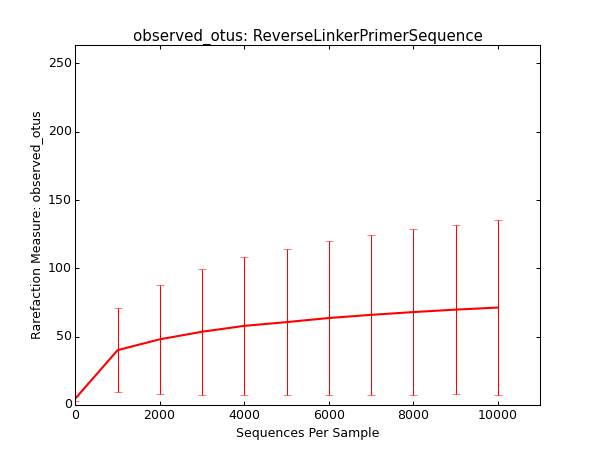 observed_otus: ReverseLinkerPrimerSequence
250
200
150
100
50
0
0 2000 4000 6000 8000 10000
Rarefaction Measure: observed_otus
Sequences Per Sample